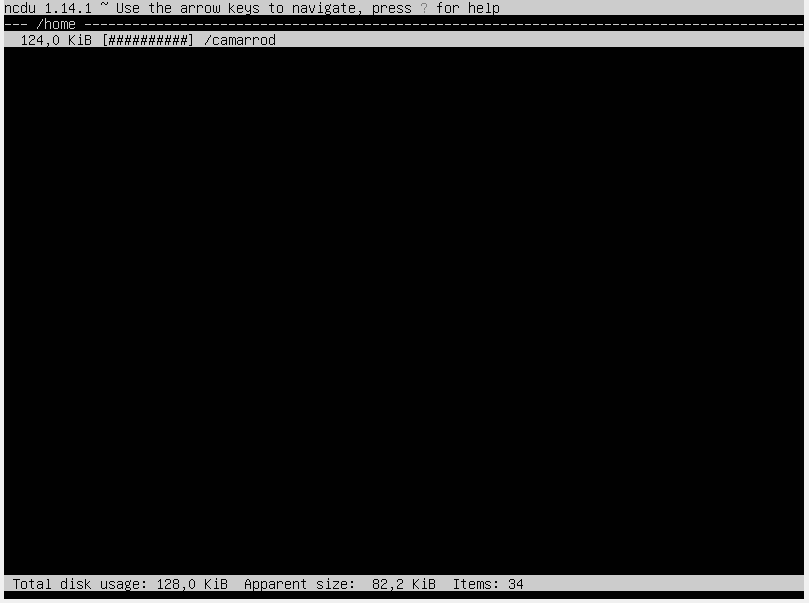 ncdu 1.14.1 ~ Use the arrow keys to navigate, press ? for help
--- /home ------------------------------------------------------------------------------------------
  124,0 KiB [##########] /camarrod
 Total disk usage: 128,0 KiB  Apparent size:  82,2 KiB  Items: 34